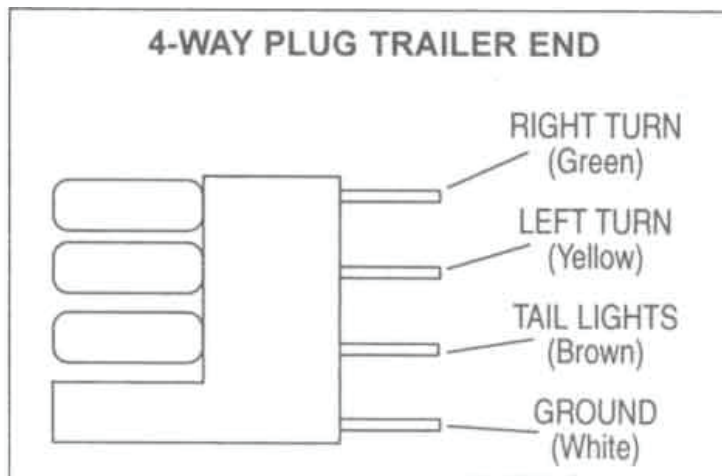 4-WAY PLUG TRAILER END
RIGHT TURN
(Green)
LEFT TURN
(Yellow)
TAIL LIGHTS
(Brown)
GROUND
(White)